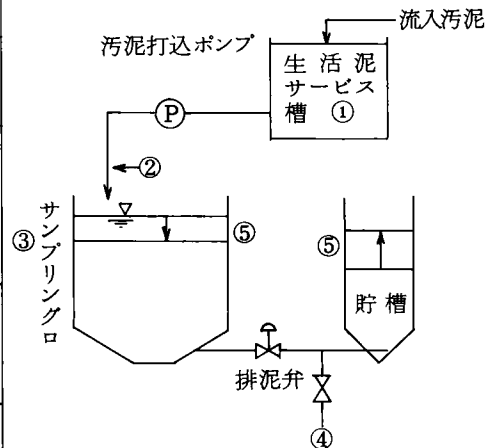 流入汚泥
汚泥打込ポンプ
生活泥
サービス
槽 ①
P
②
③ サンプリング口
⑤
⑤
貯槽
排泥弁
④